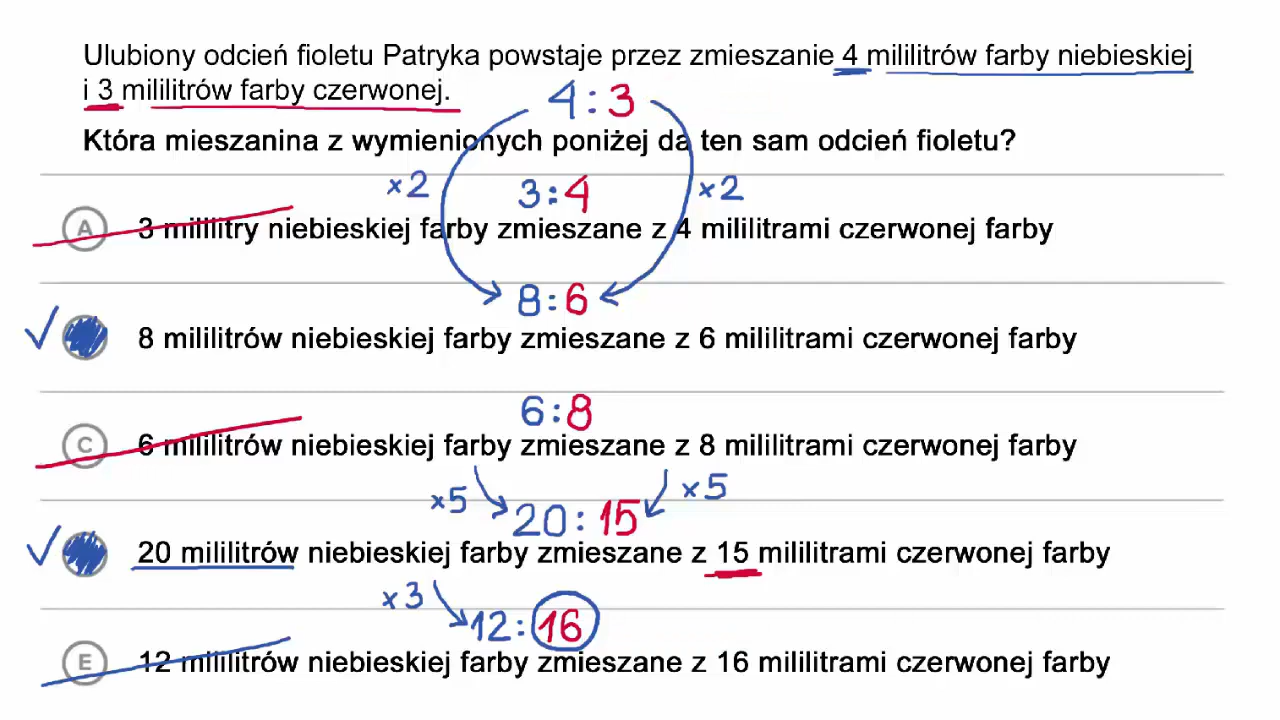 Ulubiony odcień fioletu Patryka powstaje przez zmieszanie 4 mililitrów farby niebieskiej
i 3 mililitrów farby czerwonej.
4:3
Która mieszanina z wymienionych poniżej da ten sam odcień fioletu?
×2 3:4 ×2
A 3 mililitry niebieskiej farby zmieszane z 4 mililitrami czerwonej farby
8:6
8 mililitrów niebieskiej farby zmieszane z 6 mililitrami czerwonej farby
6:8
C 6 mililitrów niebieskiej farby zmieszane z 8 mililitrami czerwonej farby
×5 20:15 ×5
20 mililitrów niebieskiej farby zmieszane z 15 mililitrami czerwonej farby
×3 12:16
E 12 mililitrów niebieskiej farby zmieszane z 16 mililitrami czerwonej farby